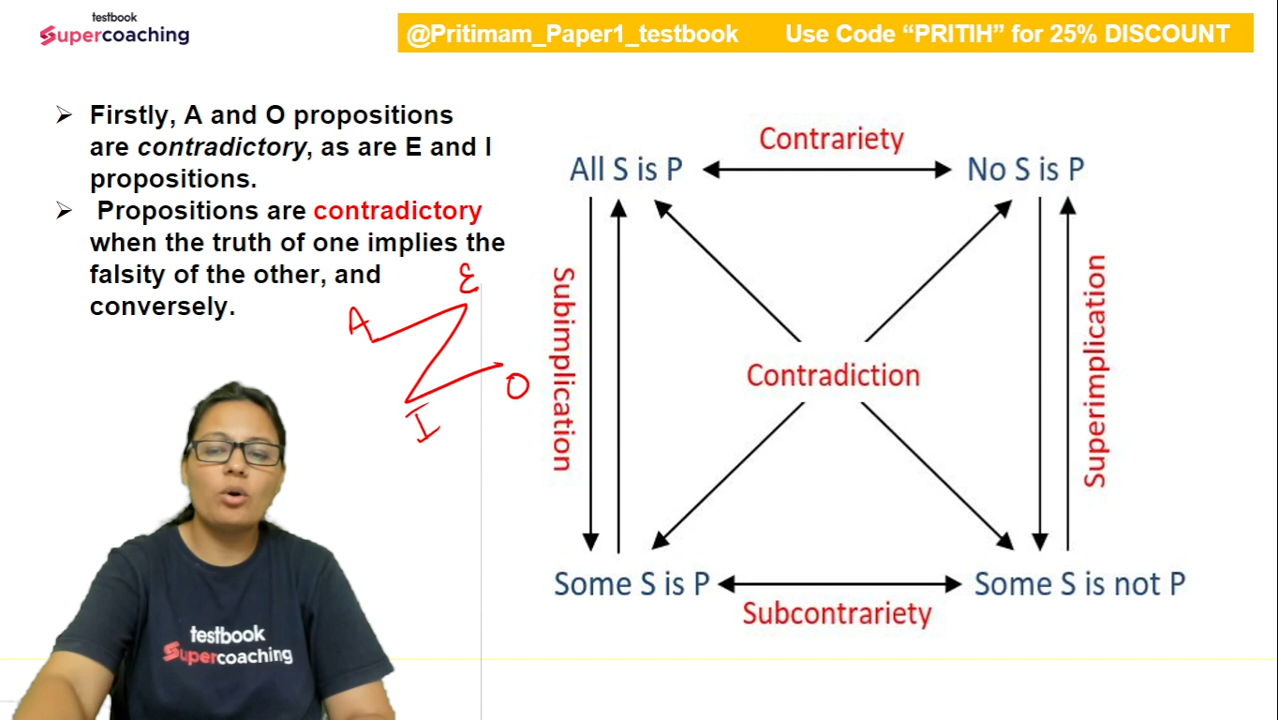 testbook
Supercoaching
@Pritimam_Paper1_testbook Use Code “PRITIH” for 25% DISCOUNT
➢ Firstly, A and O propositions
are contradictory, as are E and I
propositions.
➢ Propositions are contradictory
when the truth of one implies the
falsity of the other, and
conversely.
A
E
I
O
Contrariety
All S is P
No S is P
Subimplication
Contradiction
Superimplication
Some S is P
Some S is not P
Subcontrariety
testbook
Supercoaching